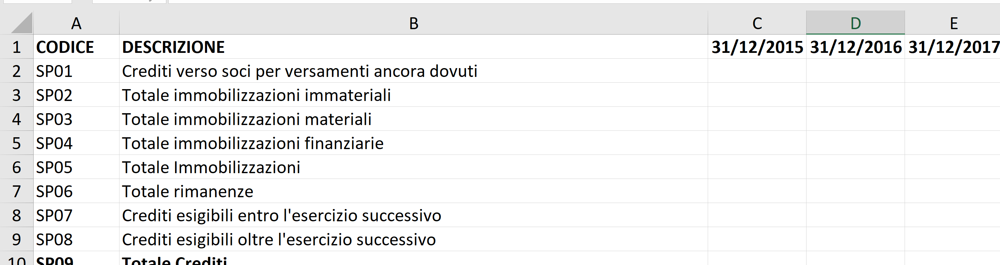 A B C D E
1 CODICE DESCRIZIONE 31/12/2015 31/12/2016 31/12/2017
2 SP01 Crediti verso soci per versamenti ancora dovuti
3 SP02 Totale immobilizzazioni immateriali
4 SP03 Totale immobilizzazioni materiali
5 SP04 Totale immobilizzazioni finanziarie
6 SP05 Totale Immobilizzazioni
7 SP06 Totale rimanenze
8 SP07 Crediti esigibili entro l'esercizio successivo
9 SP08 Crediti esigibili oltre l'esercizio successivo
10 SP09 Totale Crediti